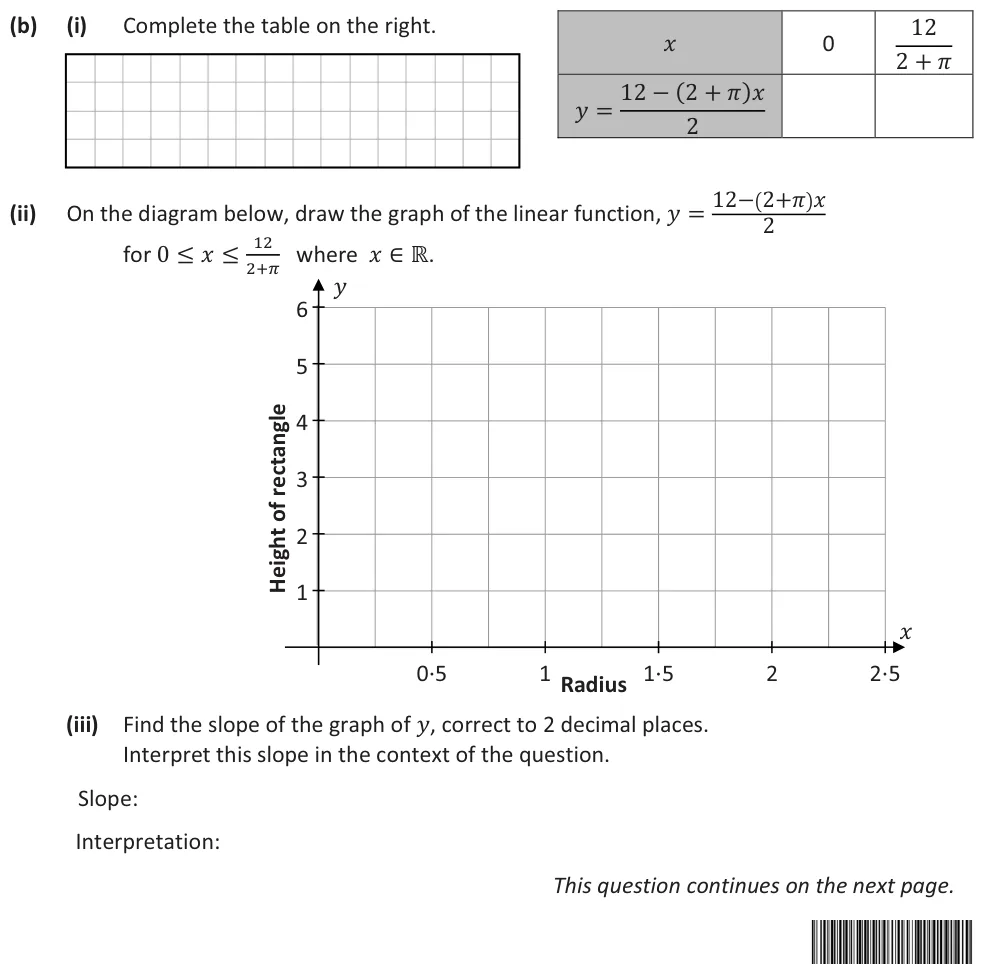 (b) (i) Complete the table on the right.
x 0 12/(2 + π)
y = (12 − (2 + π)x)/2
(ii) On the diagram below, draw the graph of the linear function, y = (12−(2+π)x)/2
for 0 ≤ x ≤ 12/(2+π) where x ∈ ℝ.
y
6
5
4
3
2
1
Height of rectangle
x
0·5 1 1·5 2 2·5
Radius
(iii) Find the slope of the graph of y, correct to 2 decimal places.
Interpret this slope in the context of the question.
Slope:
Interpretation:
This question continues on the next page.